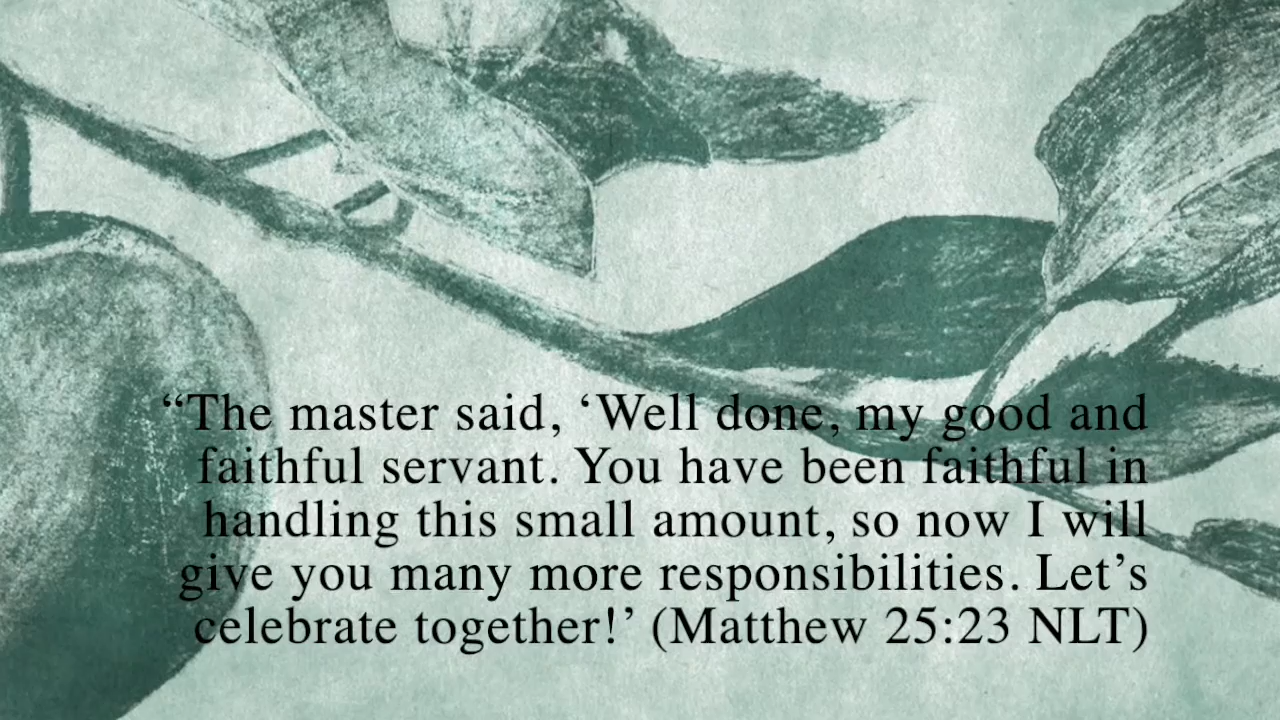 “The master said, ‘Well done, my good and
faithful servant. You have been faithful in
handling this small amount, so now I will
give you many more responsibilities. Let’s
celebrate together!’ (Matthew 25:23 NLT)